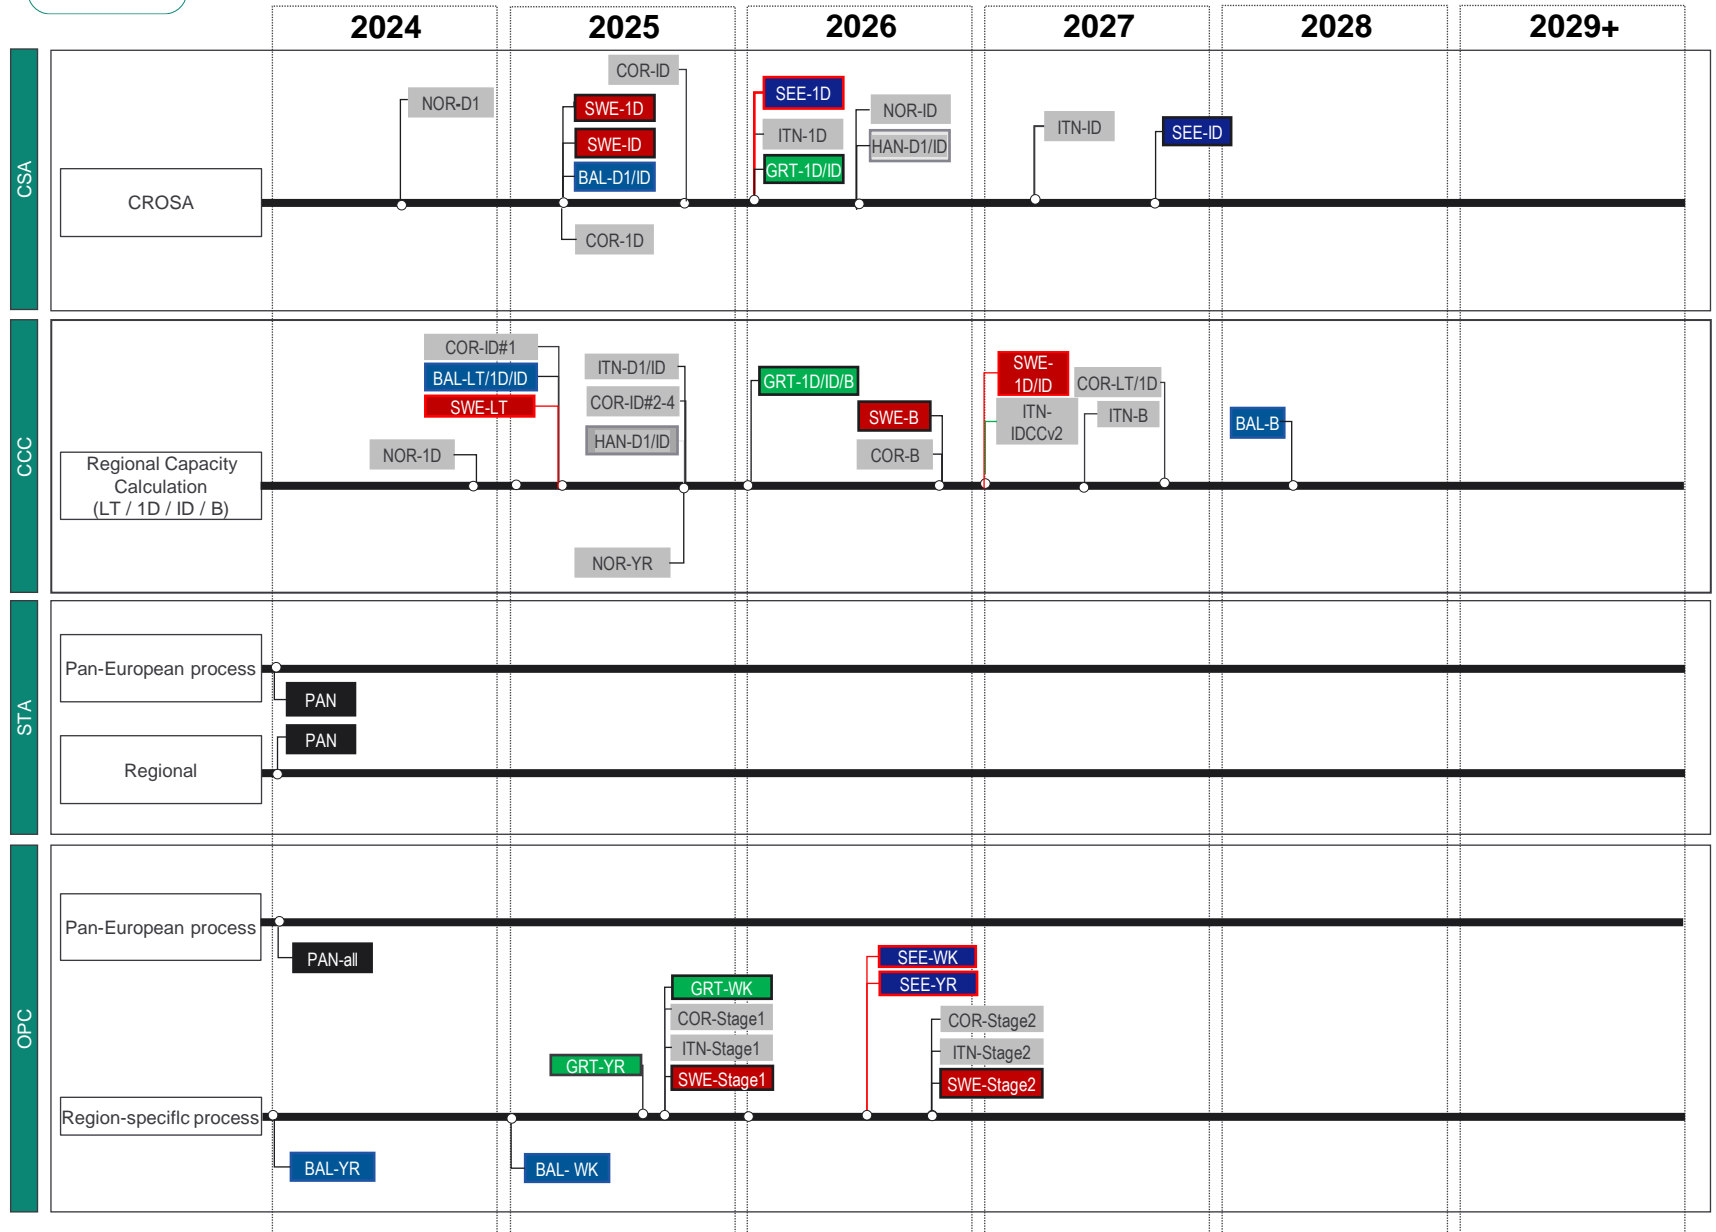 2024
2025
2026
2027
2028
2029+
CSA
CROSA
NOR-D1
COR-ID
SWE-1D
SWE-ID
BAL-D1/ID
COR-1D
SEE-1D
ITN-1D
GRT-1D/ID
NOR-ID
HAN-D1/ID
ITN-ID
SEE-ID
CCC
Regional Capacity
Calculation
(LT / 1D / ID / B)
COR-ID#1
BAL-LT/1D/ID
SWE-LT
NOR-1D
ITN-D1/ID
COR-ID#2-4
HAN-D1/ID
NOR-YR
GRT-1D/ID/B
SWE-B
COR-B
SWE-
1D/ID
ITN-
IDCCv2
COR-LT/1D
ITN-B
BAL-B
STA
Pan-European process
PAN
PAN
Regional
OPC
Pan-European process
PAN-all
Region-specific process
BAL-YR
BAL- WK
GRT-YR
GRT-WK
COR-Stage1
ITN-Stage1
SWE-Stage1
SEE-WK
SEE-YR
COR-Stage2
ITN-Stage2
SWE-Stage2